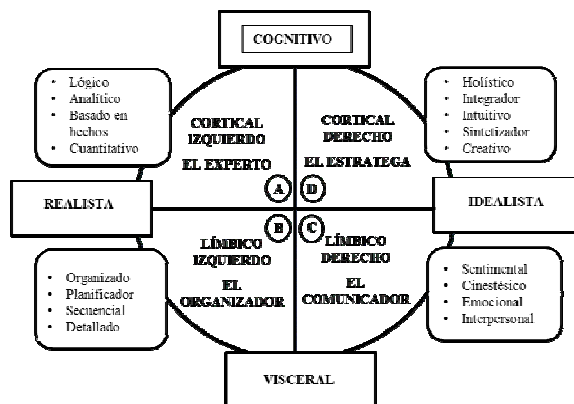 COGNITIVO
• Lógico
• Analítico
• Basado en
hechos
• Cuantitativo
CORTICAL
IZQUIERDO
EL EXPERTO
CORTICAL
DERECHO
EL ESTRATEGA
• Holístico
• Integrador
• Intuitivo
• Sintetizador
• Creativo
A
D
REALISTA
IDEALISTA
B
C
• Organizado
• Planificador
• Secuencial
• Detallado
LÍMBICO
IZQUIERDO
EL
ORGANIZADOR
LÍMBICO
DERECHO
EL
COMUNICADOR
• Sentimental
• Cinestésico
• Emocional
• Interpersonal
VISCERAL